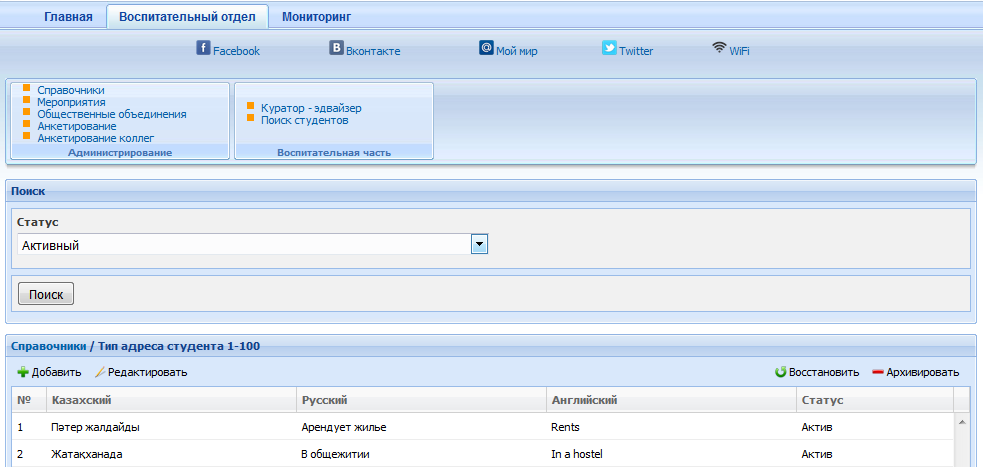 Главная Воспитательный отдел Мониторинг
Facebook Вконтакте Мой мир Twitter WiFi
Справочники
Мероприятия
Общественные объединения
Анкетирование
Анкетирование коллег
Администрирование
Куратор - эдвайзер
Поиск студентов
Воспитательная часть
Поиск
Статус
Активный
Поиск
Справочники / Тип адреса студента 1-100
Добавить Редактировать Восстановить Архивировать
№ Казахский Русский Английский Статус
1 Пәтер жалдайды Арендует жилье Rents Актив
2 Жатақханада В общежитии In a hostel Актив